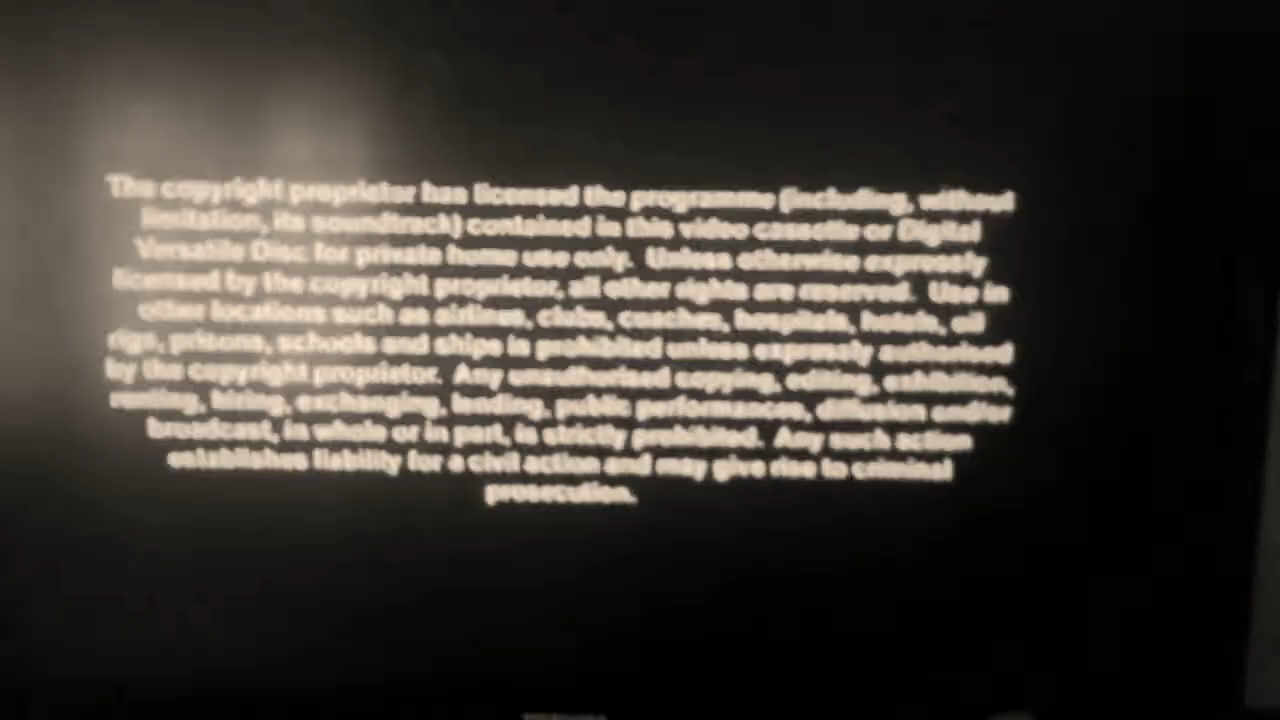 The copyright proprietor has licensed the programme (including, without
limitation, its soundtrack) contained in this video cassette or Digital
Versatile Disc for private home use only. Unless otherwise expressly
licensed by the copyright proprietor, all other rights are reserved. Use in
other locations such as airlines, clubs, coaches, hospitals, hotels, oil
rigs, prisons, schools and ships is prohibited unless expressly authorised
by the copyright proprietor. Any unauthorised copying, editing, exhibition,
renting, hiring, exchanging, lending, public performances, diffusion and/or
broadcast, in whole or in part, is strictly prohibited. Any such action
establishes liability for a civil action and may give rise to criminal
prosecution.